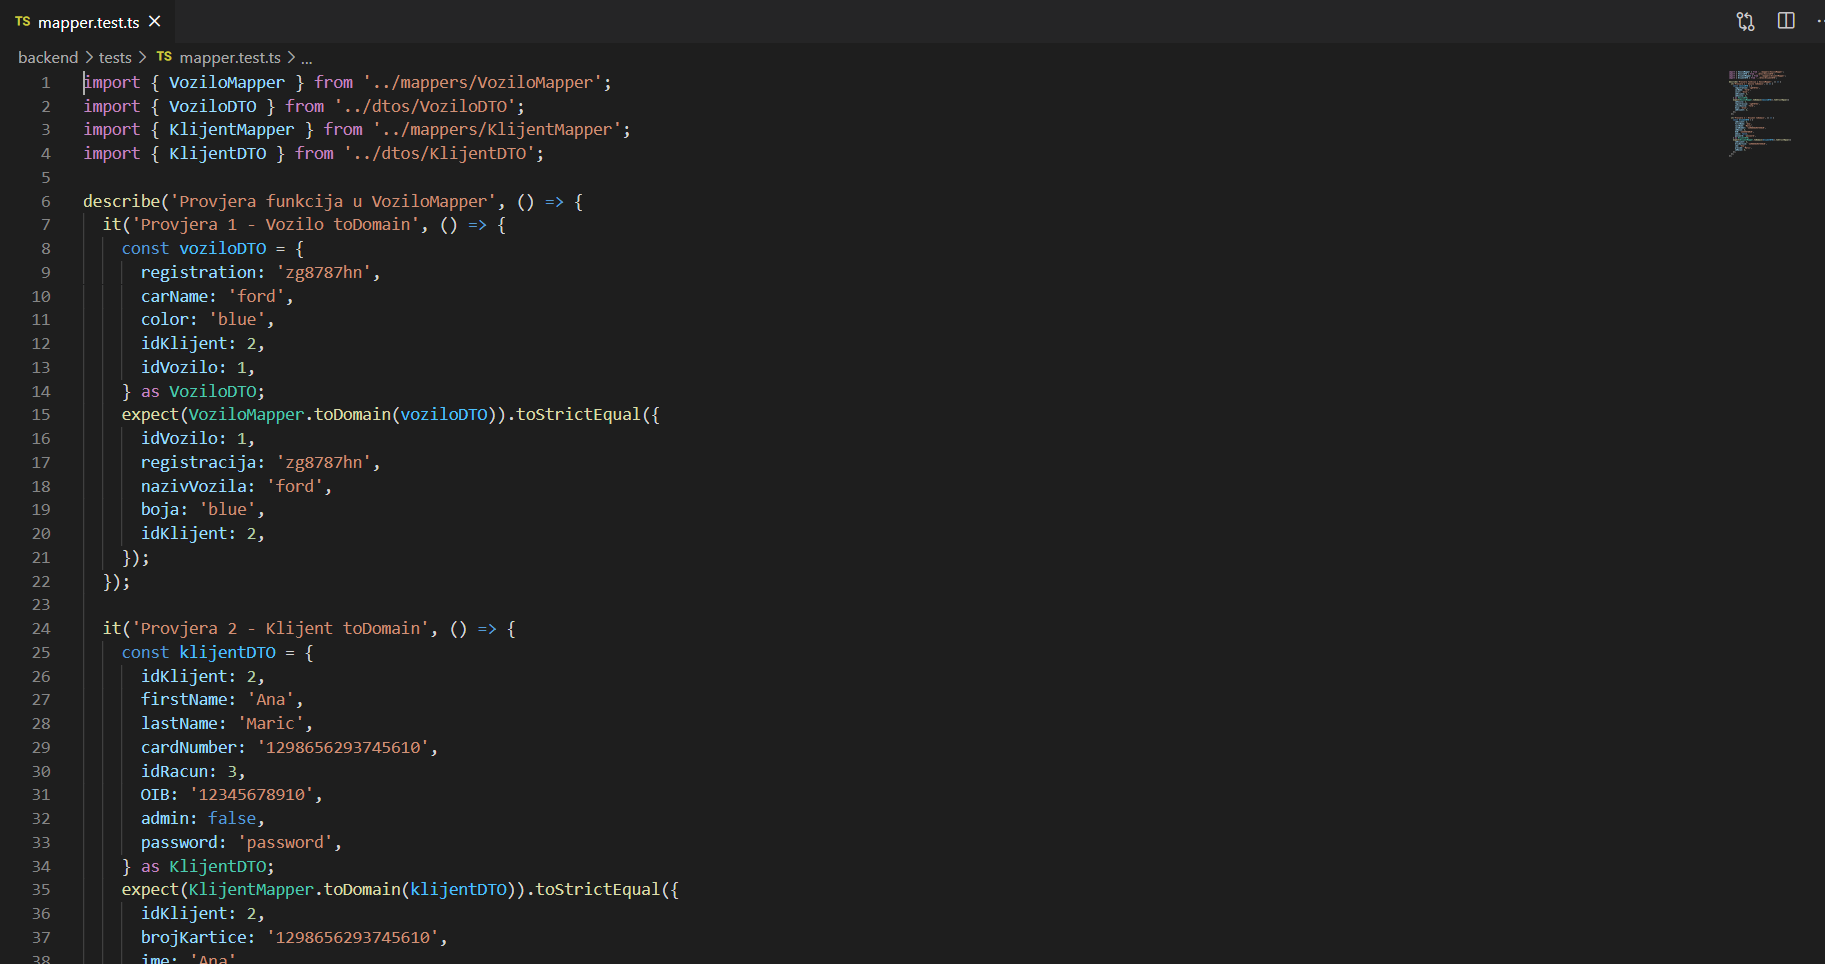 TS mapper.test.ts
backend > tests > TS mapper.test.ts > ...
1 import { VoziloMapper } from '../mappers/VoziloMapper';
2 import { VoziloDTO } from '../dtos/VoziloDTO';
3 import { KlijentMapper } from '../mappers/KlijentMapper';
4 import { KlijentDTO } from '../dtos/KlijentDTO';
5
6 describe('Provjera funkcija u VoziloMapper', () => {
7   it('Provjera 1 - Vozilo toDomain', () => {
8     const voziloDTO = {
9       registration: 'zg8787hn',
10       carName: 'ford',
11       color: 'blue',
12       idKlijent: 2,
13       idVozilo: 1,
14     } as VoziloDTO;
15     expect(VoziloMapper.toDomain(voziloDTO)).toStrictEqual({
16       idVozilo: 1,
17       registracija: 'zg8787hn',
18       nazivVozila: 'ford',
19       boja: 'blue',
20       idKlijent: 2,
21     });
22   });
23
24   it('Provjera 2 - Klijent toDomain', () => {
25     const klijentDTO = {
26       idKlijent: 2,
27       firstName: 'Ana',
28       lastName: 'Maric',
29       cardNumber: '1298656293745610',
30       idRacun: 3,
31       OIB: '12345678910',
32       admin: false,
33       password: 'password',
34     } as KlijentDTO;
35     expect(KlijentMapper.toDomain(klijentDTO)).toStrictEqual({
36       idKlijent: 2,
37       brojKartice: '1298656293745610',
38       ime: 'Ana'